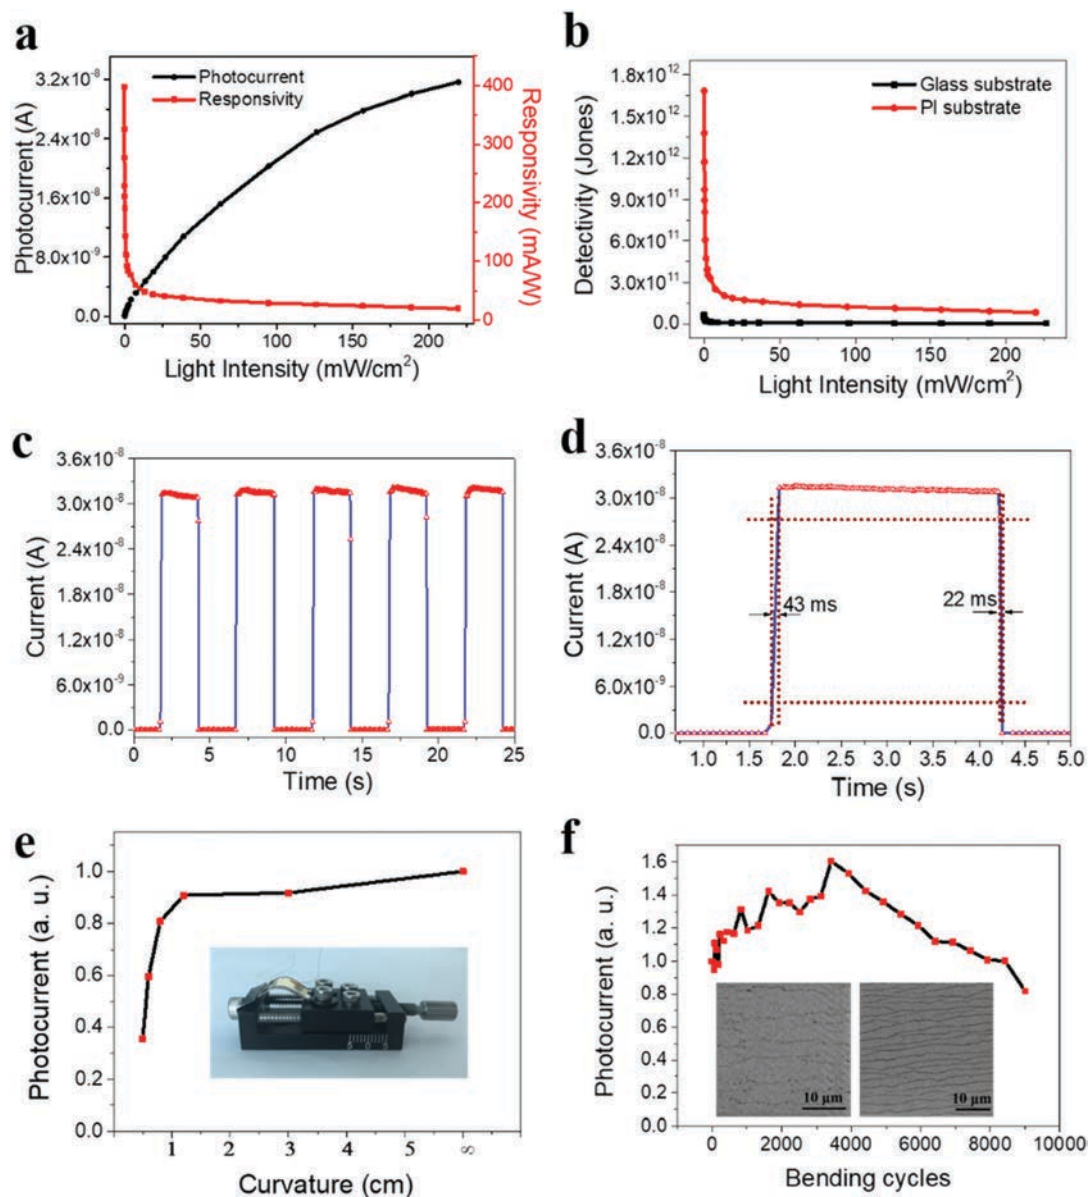 a
Photocurrent
Responsivity
3.2x10-8
2.4x10-8
1.6x10-8
8.0x10-9
0.0
400
300
200
100
0
Photocurrent (A)
Responsivity (mA/W)
0 50 100 150 200
Light Intensity (mW/cm2)
b
Glass substrate
PI substrate
1.8x1012
1.5x1012
1.2x1012
9.0x1011
6.0x1011
3.0x1011
0.0
Detectivity (Jones)
0 50 100 150 200
Light Intensity (mW/cm2)
c
3.6x10-8
3.0x10-8
2.4x10-8
1.8x10-8
1.2x10-8
6.0x10-9
0.0
Current (A)
0 5 10 15 20 25
Time (s)
d
3.6x10-8
3.0x10-8
2.4x10-8
1.8x10-8
1.2x10-8
6.0x10-9
0.0
Current (A)
43 ms
22 ms
1.0 1.5 2.0 2.5 3.0 3.5 4.0 4.5 5.0
Time (s)
e
1.0
0.8
0.6
0.4
0.2
0.0
Photocurrent (a. u.)
5 0 5
1 2 3 4 5 ∞
Curvature (cm)
f
1.6
1.4
1.2
1.0
0.8
0.6
0.4
0.2
0.0
Photocurrent (a. u.)
10 µm
10 µm
0 2000 4000 6000 8000 10000
Bending cycles